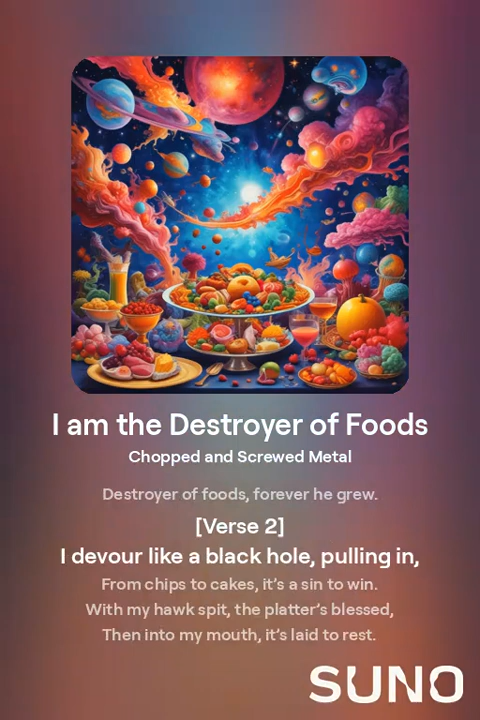 I am the Destroyer of Foods
Chopped and Screwed Metal
Destroyer of foods, forever he grew.
[Verse 2]
I devour like a black hole, pulling in,
From chips to cakes, it's a sin to win.
With my hawk spit, the platter's blessed,
Then into my mouth, it's laid to rest.
SUNO